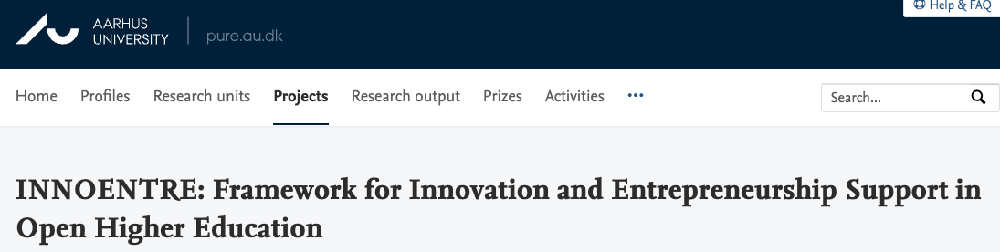 Help & FAQ
AARHUS
UNIVERSITY
pure.au.dk
Home Profiles Research units Projects Research output Prizes Activities ...
Search...
INNOENTRE: Framework for Innovation and Entrepreneurship Support in
Open Higher Education